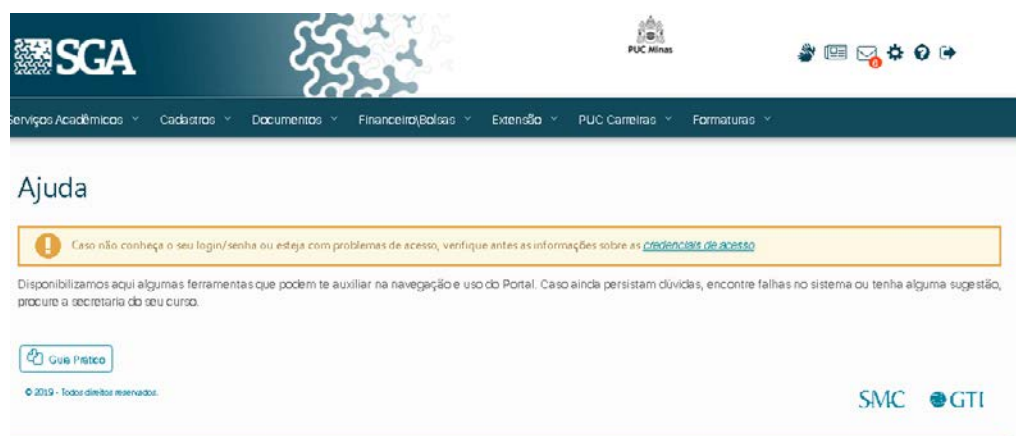 SGA
PUC Minas
6
Serviços Acadêmicos Cadastros Documentos Financeiro\Bolsas Extensão PUC Carreiras Formaturas
Ajuda
Caso não conheça o seu login/senha ou esteja com problemas de acesso, verifique antes as informações sobre as credenciais de acesso
Disponibilizamos aqui algumas ferramentas que podem te auxiliar na navegação e uso do Portal. Caso ainda persistam dúvidas, encontre falhas no sistema ou tenha alguma sugestão,
procure a secretaria do seu curso.
Guia Prático
© 2019 - Todos direitos reservados.
SMC GTI